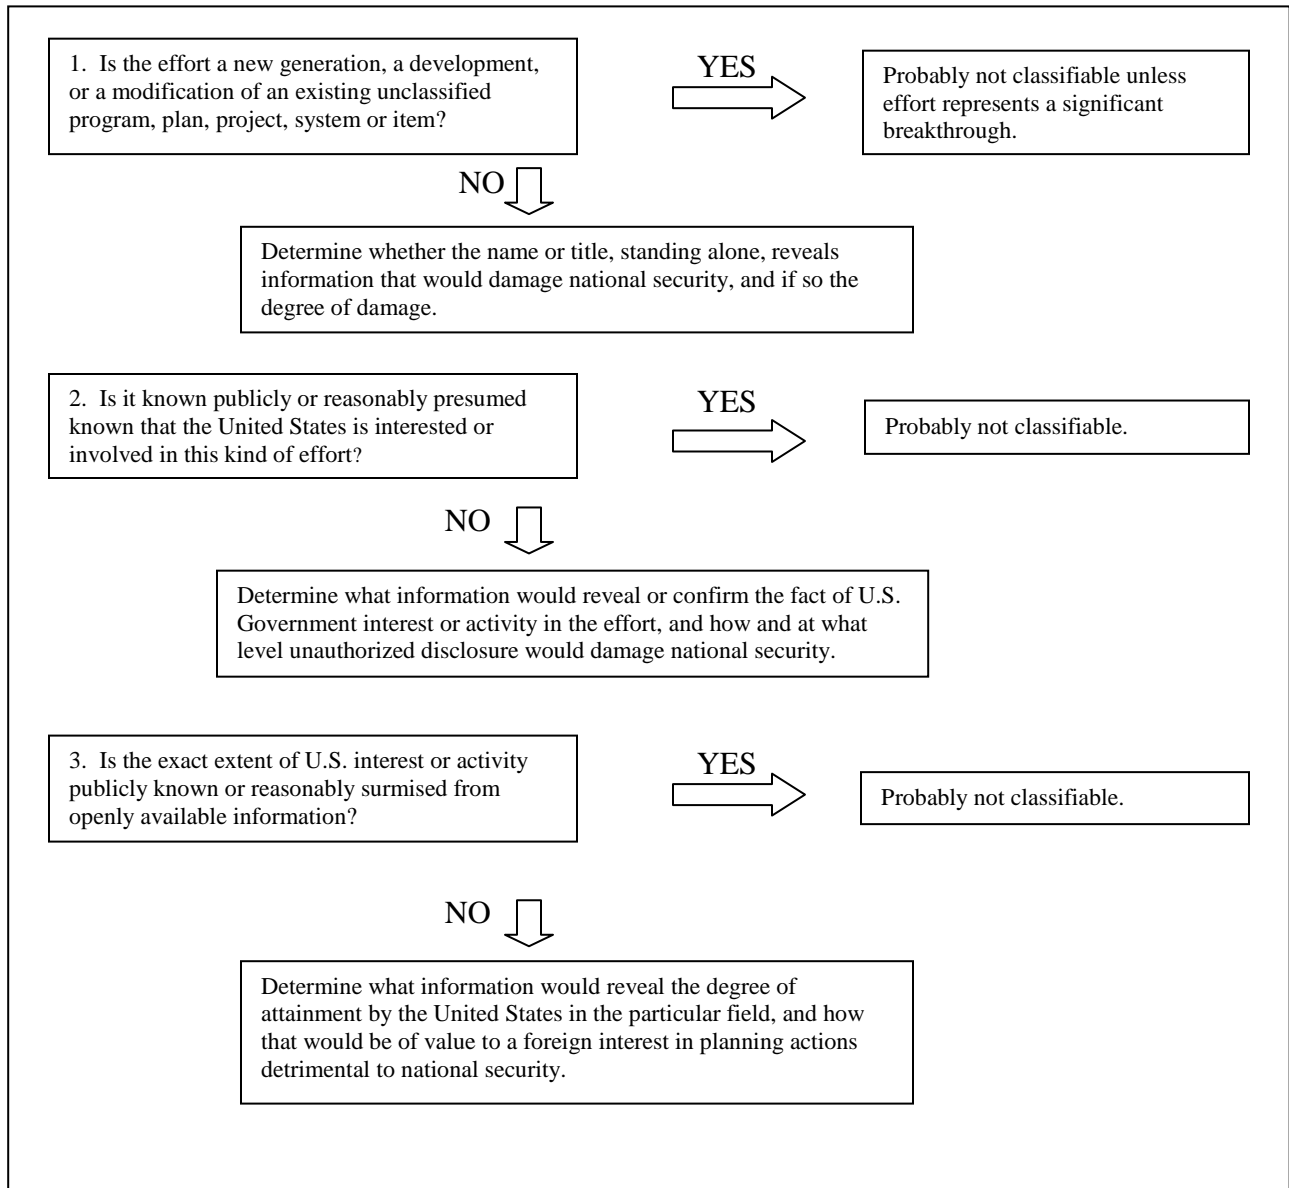 1. Is the effort a new generation, a development,
or a modification of an existing unclassified
program, plan, project, system or item?
YES
Probably not classifiable unless
effort represents a significant
breakthrough.
NO
Determine whether the name or title, standing alone, reveals
information that would damage national security, and if so the
degree of damage.
2. Is it known publicly or reasonably presumed
known that the United States is interested or
involved in this kind of effort?
YES
Probably not classifiable.
NO
Determine what information would reveal or confirm the fact of U.S.
Government interest or activity in the effort, and how and at what
level unauthorized disclosure would damage national security.
3. Is the exact extent of U.S. interest or activity
publicly known or reasonably surmised from
openly available information?
YES
Probably not classifiable.
NO
Determine what information would reveal the degree of
attainment by the United States in the particular field, and how
that would be of value to a foreign interest in planning actions
detrimental to national security.